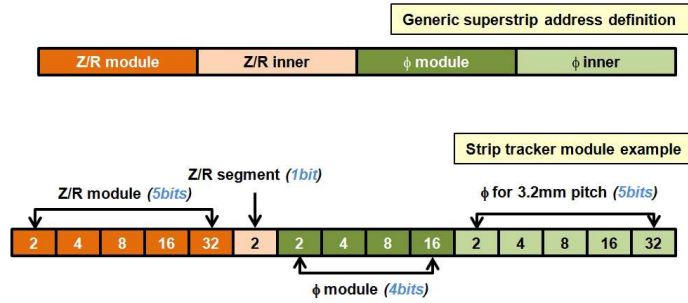 Generic superstrip address definition
Z/R module Z/R inner ϕ module ϕ inner
Strip tracker module example
Z/R segment (1bit)
Z/R module (5bits) ϕ for 3.2mm pitch (5bits)
2 4 8 16 32 2 2 4 8 16 2 4 8 16 32
ϕ module (4bits)